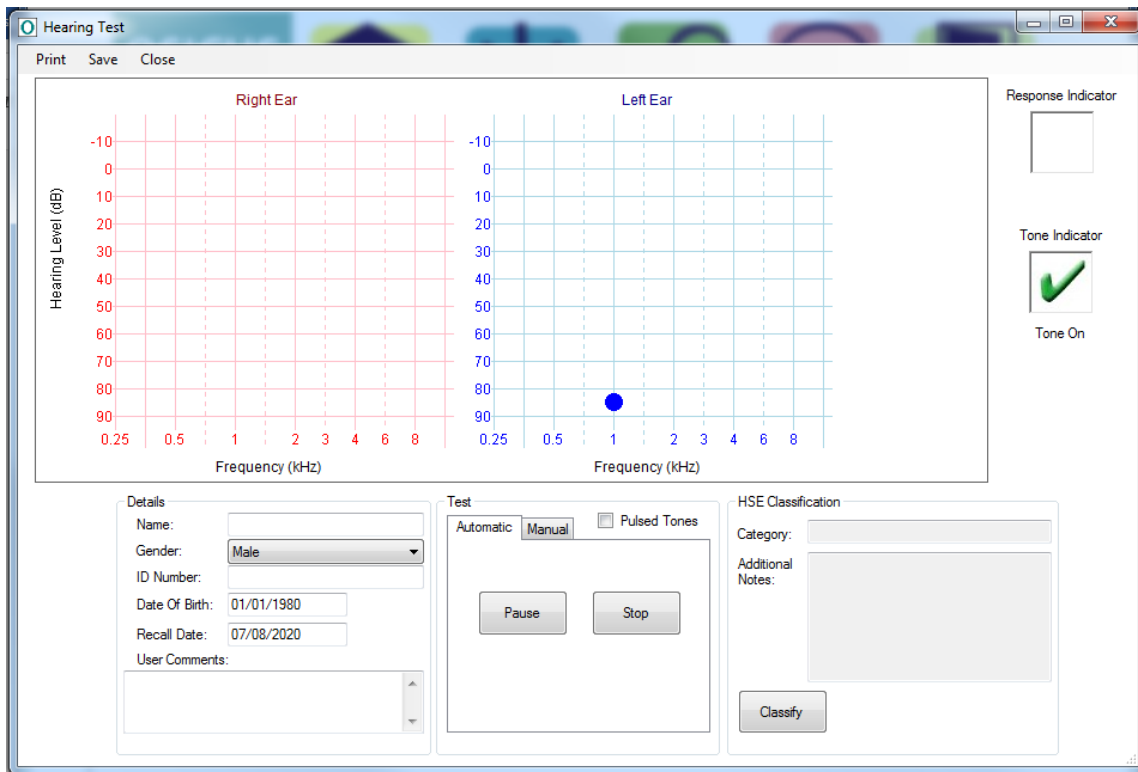 Hearing Test
Print Save Close
Right Ear
Left Ear
Response Indicator
Hearing Level (dB)
-10
0
10
20
30
40
50
60
70
80
90
0.25 0.5 1 2 3 4 6 8
Frequency (kHz)
-10
0
10
20
30
40
50
60
70
80
90
0.25 0.5 1 2 3 4 6 8
Frequency (kHz)
Tone Indicator
Tone On
Details
Name:
Gender: Male
ID Number:
Date Of Birth: 01/01/1980
Recall Date: 07/08/2020
User Comments:
Test
Automatic Manual Pulsed Tones
Pause Stop
HSE Classification
Category:
Additional
Notes:
Classify